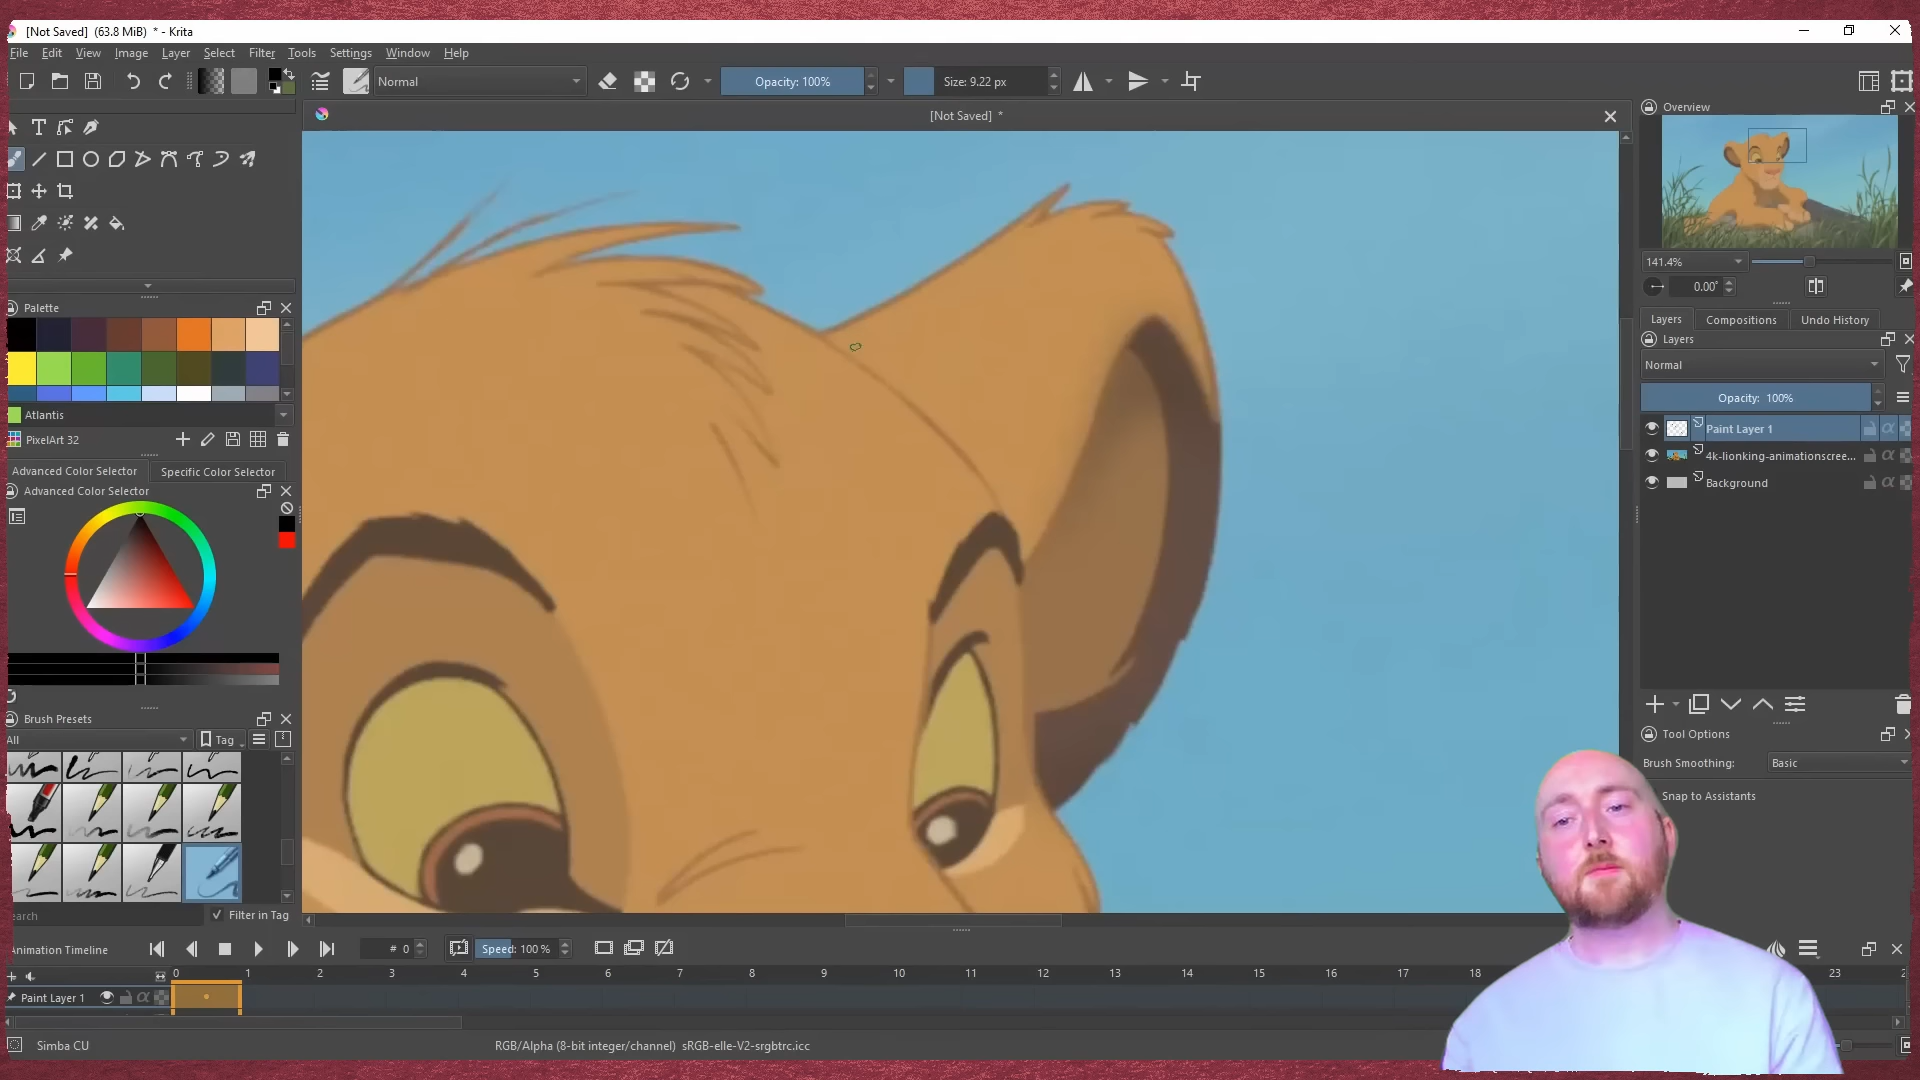 [Not Saved] (63.8 MiB) * - Krita
File Edit View Image Layer Select Filter Tools Settings Window Help
Normal
Opacity: 100%
Size: 9.22 px
[Not Saved] *
Overview
141.4%
0.00°
Layers Compositions Undo History
Layers
Normal
Opacity: 100%
Paint Layer 1
4k-lionking-animationscree...
Background
Tool Options
Brush Smoothing: Basic
Snap to Assistants
Palette
Atlantis
PixelArt 32
Advanced Color Selector Specific Color Selector
Advanced Color Selector
Brush Presets
All
Tag
earch
Filter in Tag
Animation Timeline
# 0
Speed: 100 %
0 1 2 3 4 5 6 7 8 9 10 11 12 13 14 15 16 17 18 23 2
Paint Layer 1
Simba CU
RGB/Alpha (8-bit integer/channel) sRGB-elle-V2-srgbtrc.icc